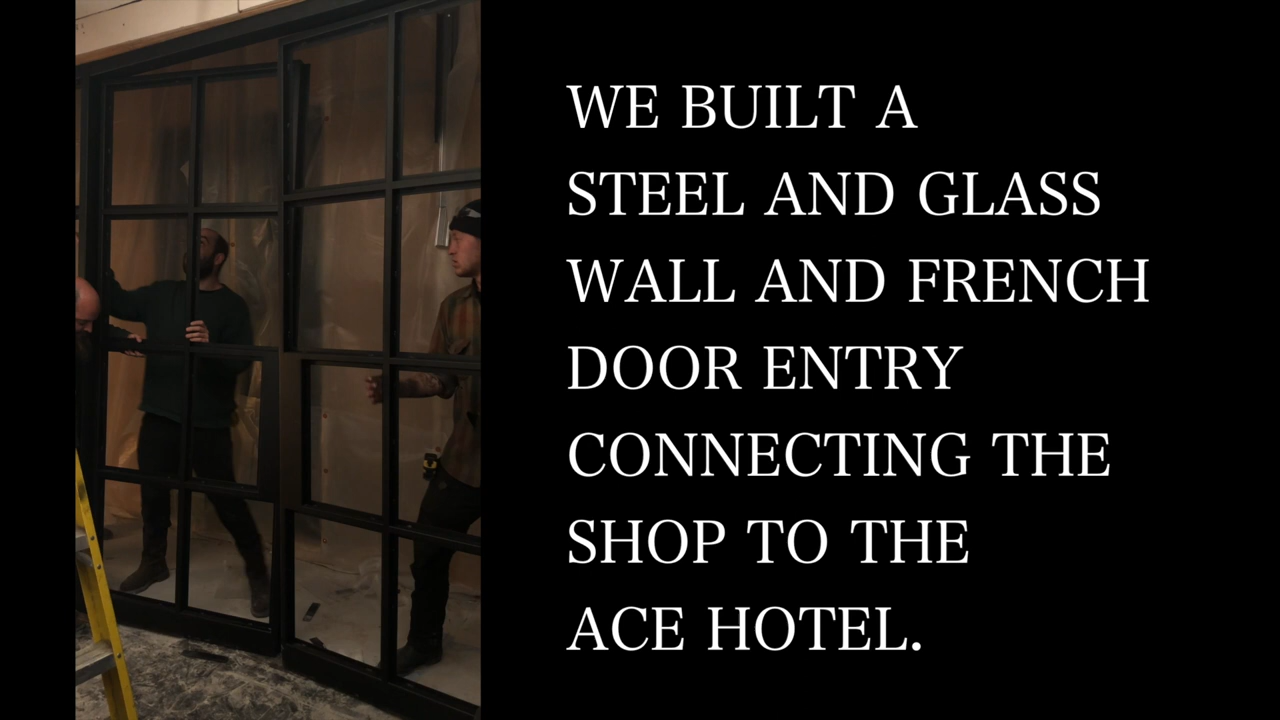 WE BUILT A
STEEL AND GLASS
WALL AND FRENCH
DOOR ENTRY
CONNECTING THE
SHOP TO THE
ACE HOTEL.